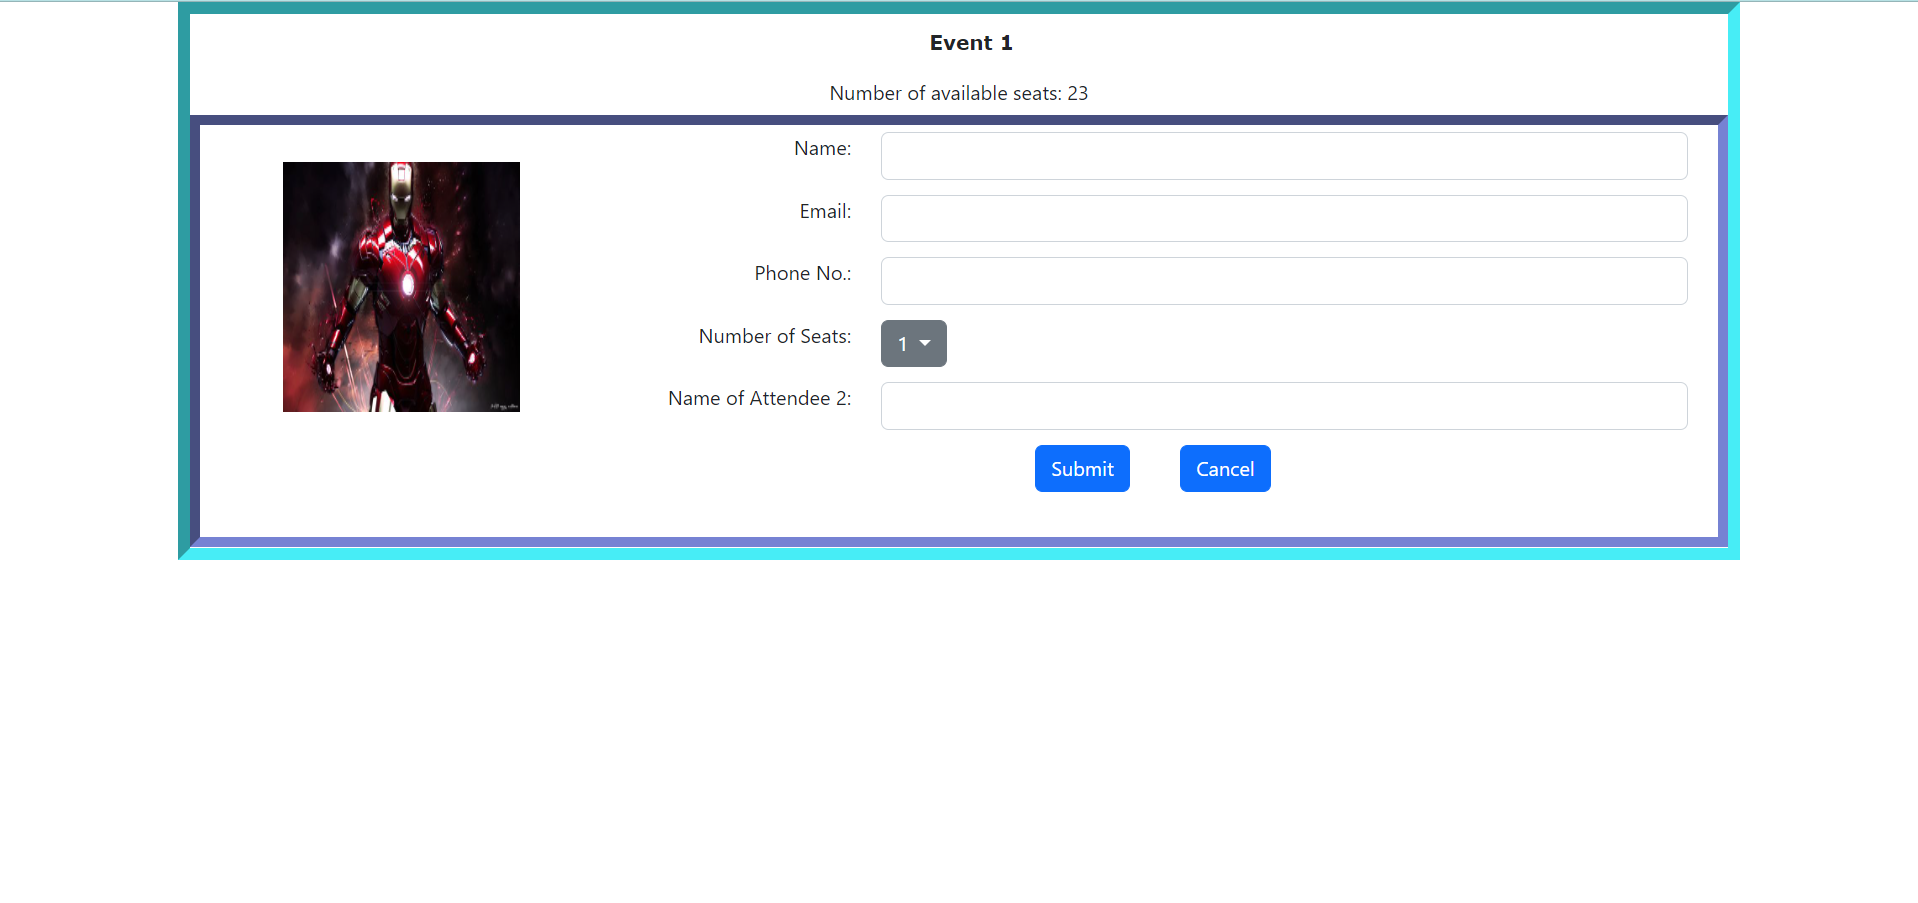 Event 1
Number of available seats: 23
Name:
Email:
Phone No.:
Number of Seats:
1
Name of Attendee 2:
Submit Cancel